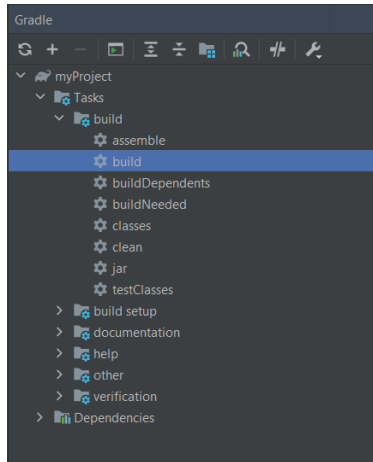 Gradle
myProject
Tasks
build
assemble
build
buildDependents
buildNeeded
classes
clean
jar
testClasses
build setup
documentation
help
other
verification
Dependencies